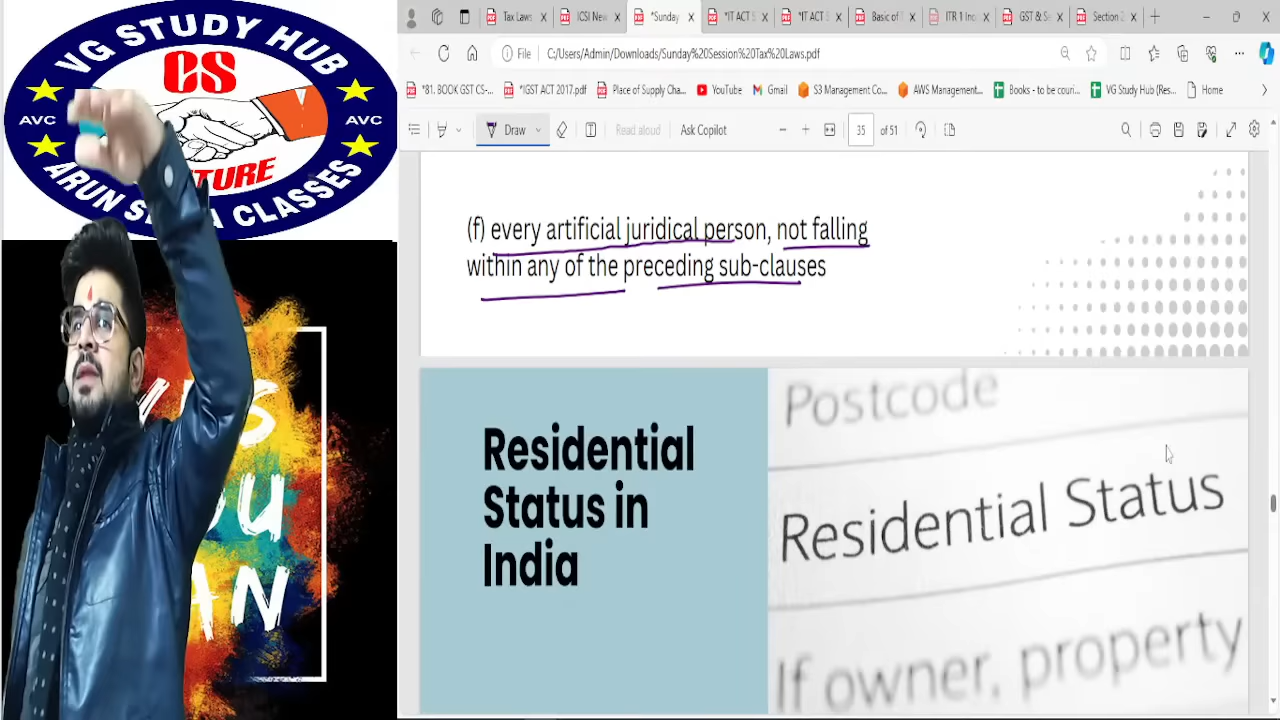 VG STUDY HUB
CS
AVC
AVC
ARUN
CLASSES
Tax Laws
ICSI New
*Sunday
*IT ACT S
*IT A
Based
ITR 1 Inc
GST & S
Section 2
File
C:/Users/Admin/Downloads/Sunday%20Session%20Tax%20Laws.pdf
*81. BOOK GST CS-...
*IGST ACT 2017.pdf
Place of Supply Cha...
YouTube
Gmail
S3 Management Co...
AWS Management...
Books - to be couri...
VG Study Hub (Res...
Home
Draw
Read aloud
Ask Copilot
35
of 51
(f) every artificial juridical person, not falling
within any of the preceding sub-clauses
Residential
Status in
India
Postcode
Residential Status
If owner, property